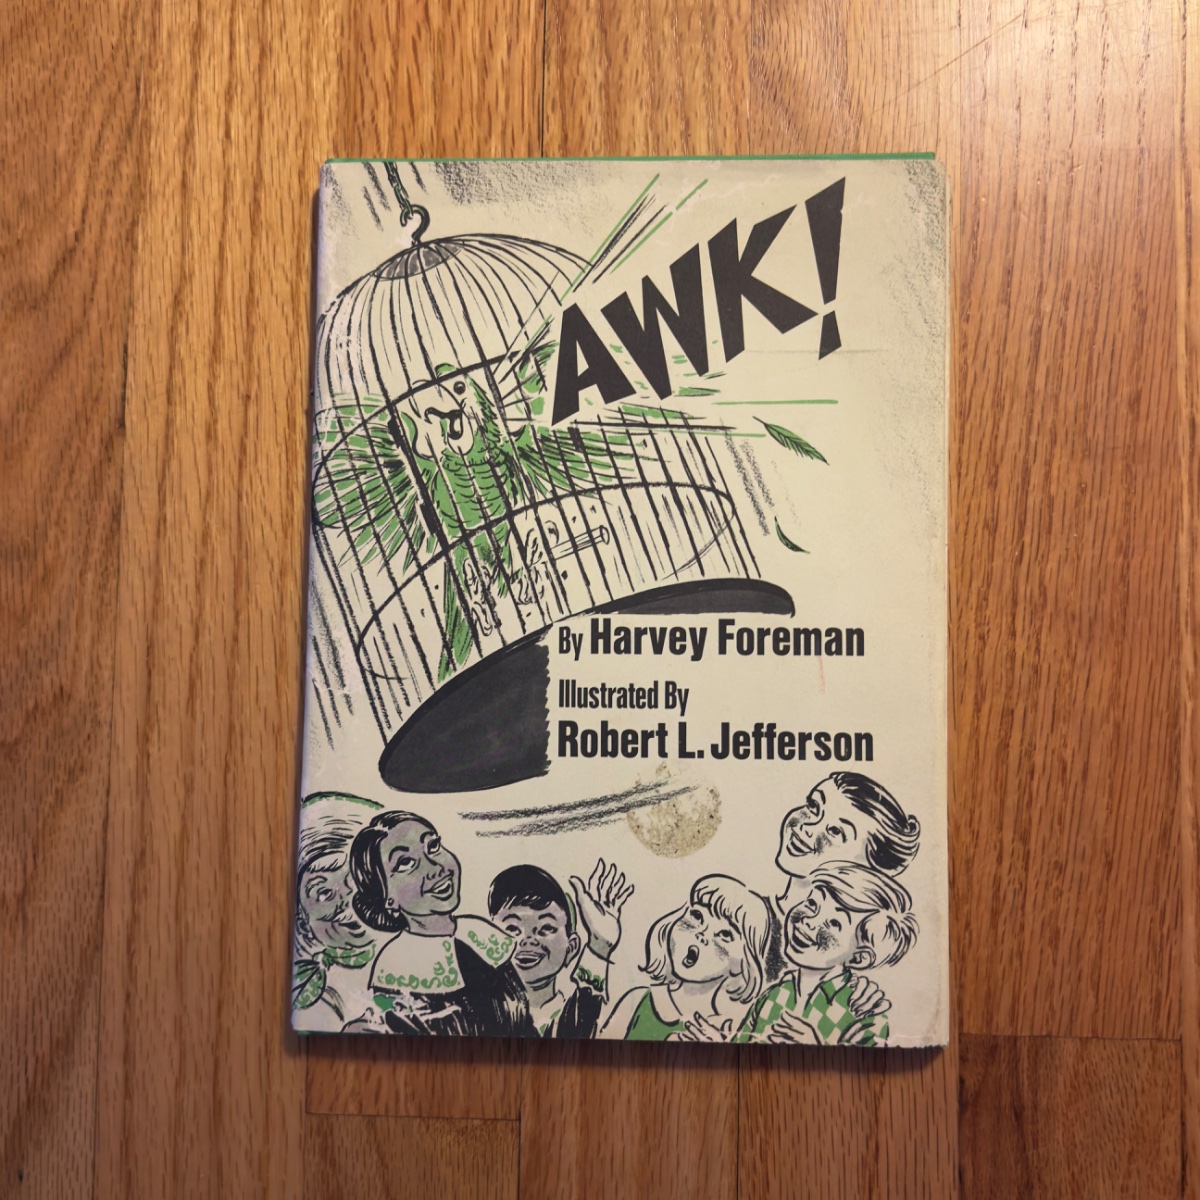 AWK!
By Harvey Foreman
Illustrated By
Robert L. Jefferson